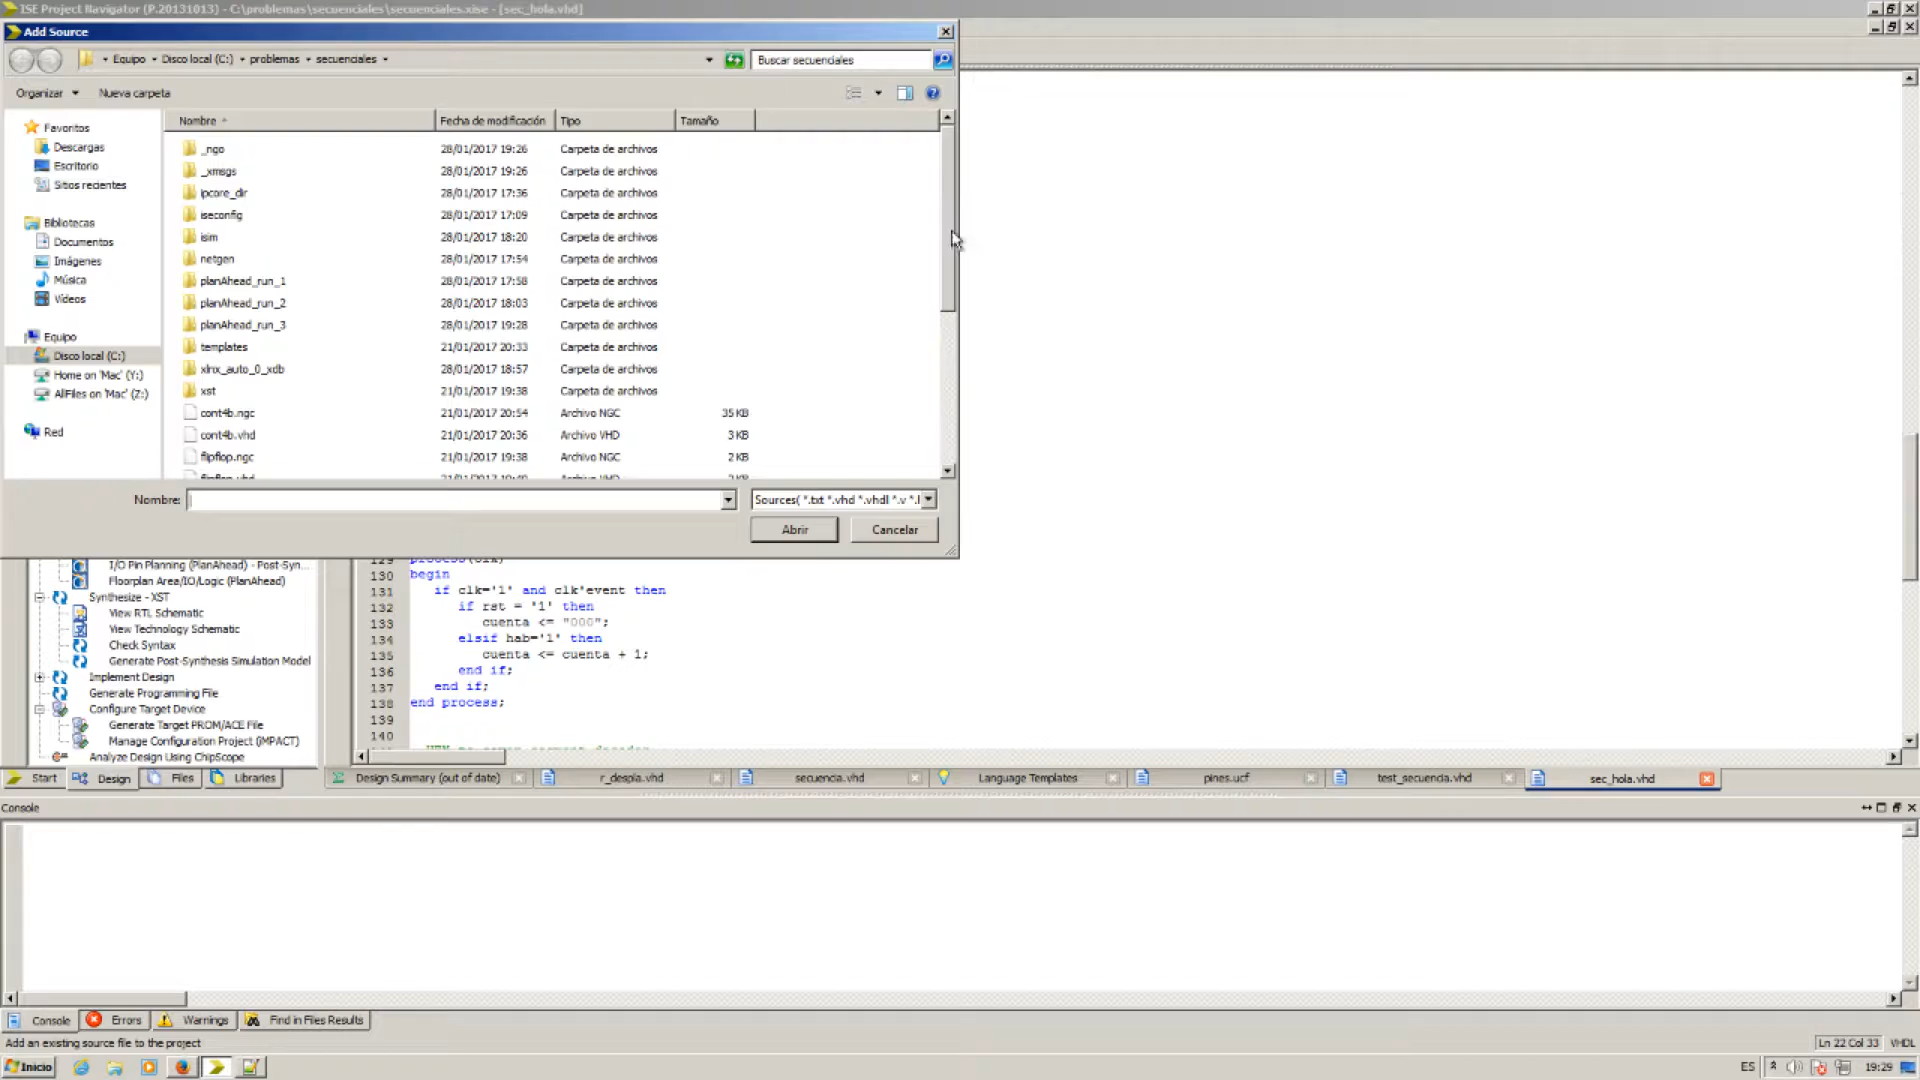 ISE Project Navigator (P.20131013) - C:\problemas\secuenciales\secuenciales.xise - [sec_hola.vhd]
Add Source
Equipo Disco local (C:) problemas secuenciales
Buscar secuenciales
Organizar Nueva carpeta
Nombre Fecha de modificación Tipo Tamaño
Favoritos
Descargas
Escritorio
Sitios recientes
Bibliotecas
Documentos
Imágenes
Música
Vídeos
Equipo
Disco local (C:)
Home on 'Mac' (Y:)
AllFiles on 'Mac' (Z:)
Red
_ngo 28/01/2017 19:26 Carpeta de archivos
_xmsgs 28/01/2017 19:26 Carpeta de archivos
ipcore_dir 28/01/2017 17:36 Carpeta de archivos
iseconfig 28/01/2017 17:09 Carpeta de archivos
isim 28/01/2017 18:20 Carpeta de archivos
netgen 28/01/2017 17:54 Carpeta de archivos
planAhead_run_1 28/01/2017 17:58 Carpeta de archivos
planAhead_run_2 28/01/2017 18:03 Carpeta de archivos
planAhead_run_3 28/01/2017 19:28 Carpeta de archivos
templates 21/01/2017 20:33 Carpeta de archivos
xlnx_auto_0_xdb 28/01/2017 18:57 Carpeta de archivos
xst 21/01/2017 19:38 Carpeta de archivos
cont4b.ngc 21/01/2017 20:54 Archivo NGC 35 KB
cont4b.vhd 21/01/2017 20:36 Archivo VHD 3 KB
flipflop.ngc 21/01/2017 19:38 Archivo NGC 2 KB
Nombre:
Sources( *.txt *.vhd *.vhdl *.v *.l
Abrir Cancelar
I/O Pin Planning (PlanAhead) - Post-Syn...
Floorplan Area/IO/Logic (PlanAhead)
Synthesize - XST
View RTL Schematic
View Technology Schematic
Check Syntax
Generate Post-Synthesis Simulation Model
Implement Design
Generate Programming File
Configure Target Device
Generate Target PROM/ACE File
Manage Configuration Project (iMPACT)
Analyze Design Using ChipScope
129 process(clk)
130 begin
131 if clk='1' and clk'event then
132 if rst = '1' then
133 cuenta <= "000";
134 elsif hab='1' then
135 cuenta <= cuenta + 1;
136 end if;
137 end if;
138 end process;
139
140
Start Design Files Libraries
Design Summary (out of date) r_despla.vhd secuencia.vhd Language Templates pines.ucf test_secuencia.vhd sec_hola.vhd
Console
Console Errors Warnings Find in Files Results
Add an existing source file to the project
Ln 22 Col 33 VHDL
Inicio
ES 19:29